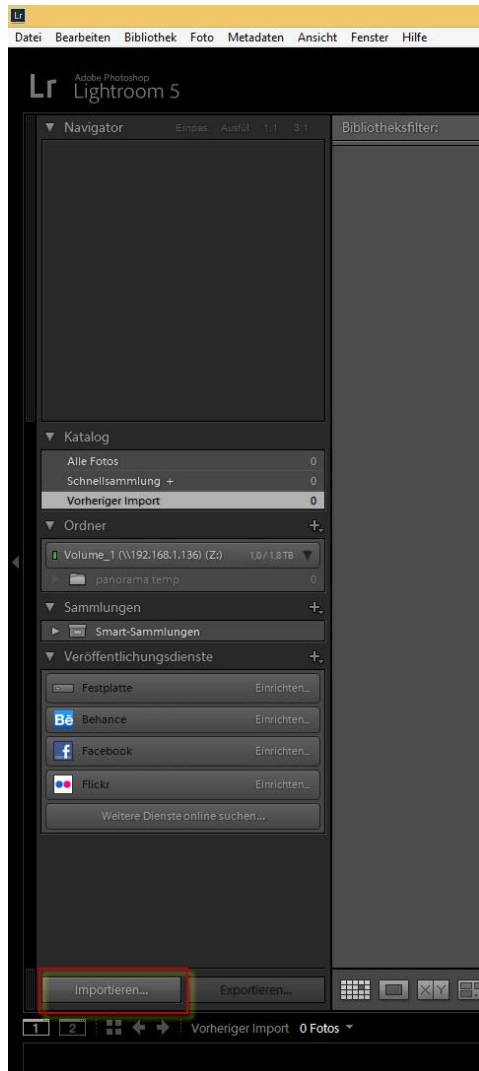 Lr
Datei Bearbeiten Bibliothek Foto Metadaten Ansicht Fenster Hilfe
Lr Adobe Photoshop
Lightroom 5
Navigator Einpas. Ausfül. 1:1 3:1
Bibliotheksfilter:
Katalog
Alle Fotos 0
Schnellsammlung + 0
Vorheriger Import 0
Ordner +
Volume_1 (\\192.168.1.136) (Z:) 1,0 / 1,8 TB
panorama temp 0
Sammlungen +
Smart-Sammlungen
Veröffentlichungsdienste +
Festplatte Einrichten...
Bē Behance Einrichten...
f Facebook Einrichten...
Flickr Einrichten...
Weitere Dienste online suchen...
Importieren... Exportieren...
XY
1 2 Vorheriger Import 0 Fotos